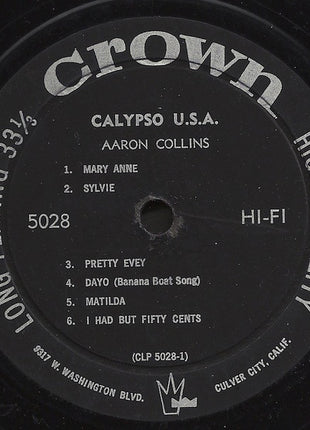 crown
LONG PLAYING 33⅓
CALYPSO U.S.A.
AARON COLLINS
1. MARY ANNE
2. SYLVIE
5028
HI-FI
3. PRETTY EVEY
4. DAYO (Banana Boat Song)
5. MATILDA
6. I HAD BUT FIFTY CENTS
(CLP 5028-1)
9317 W. WASHINGTON BLVD.
CULVER CITY, CALIF.